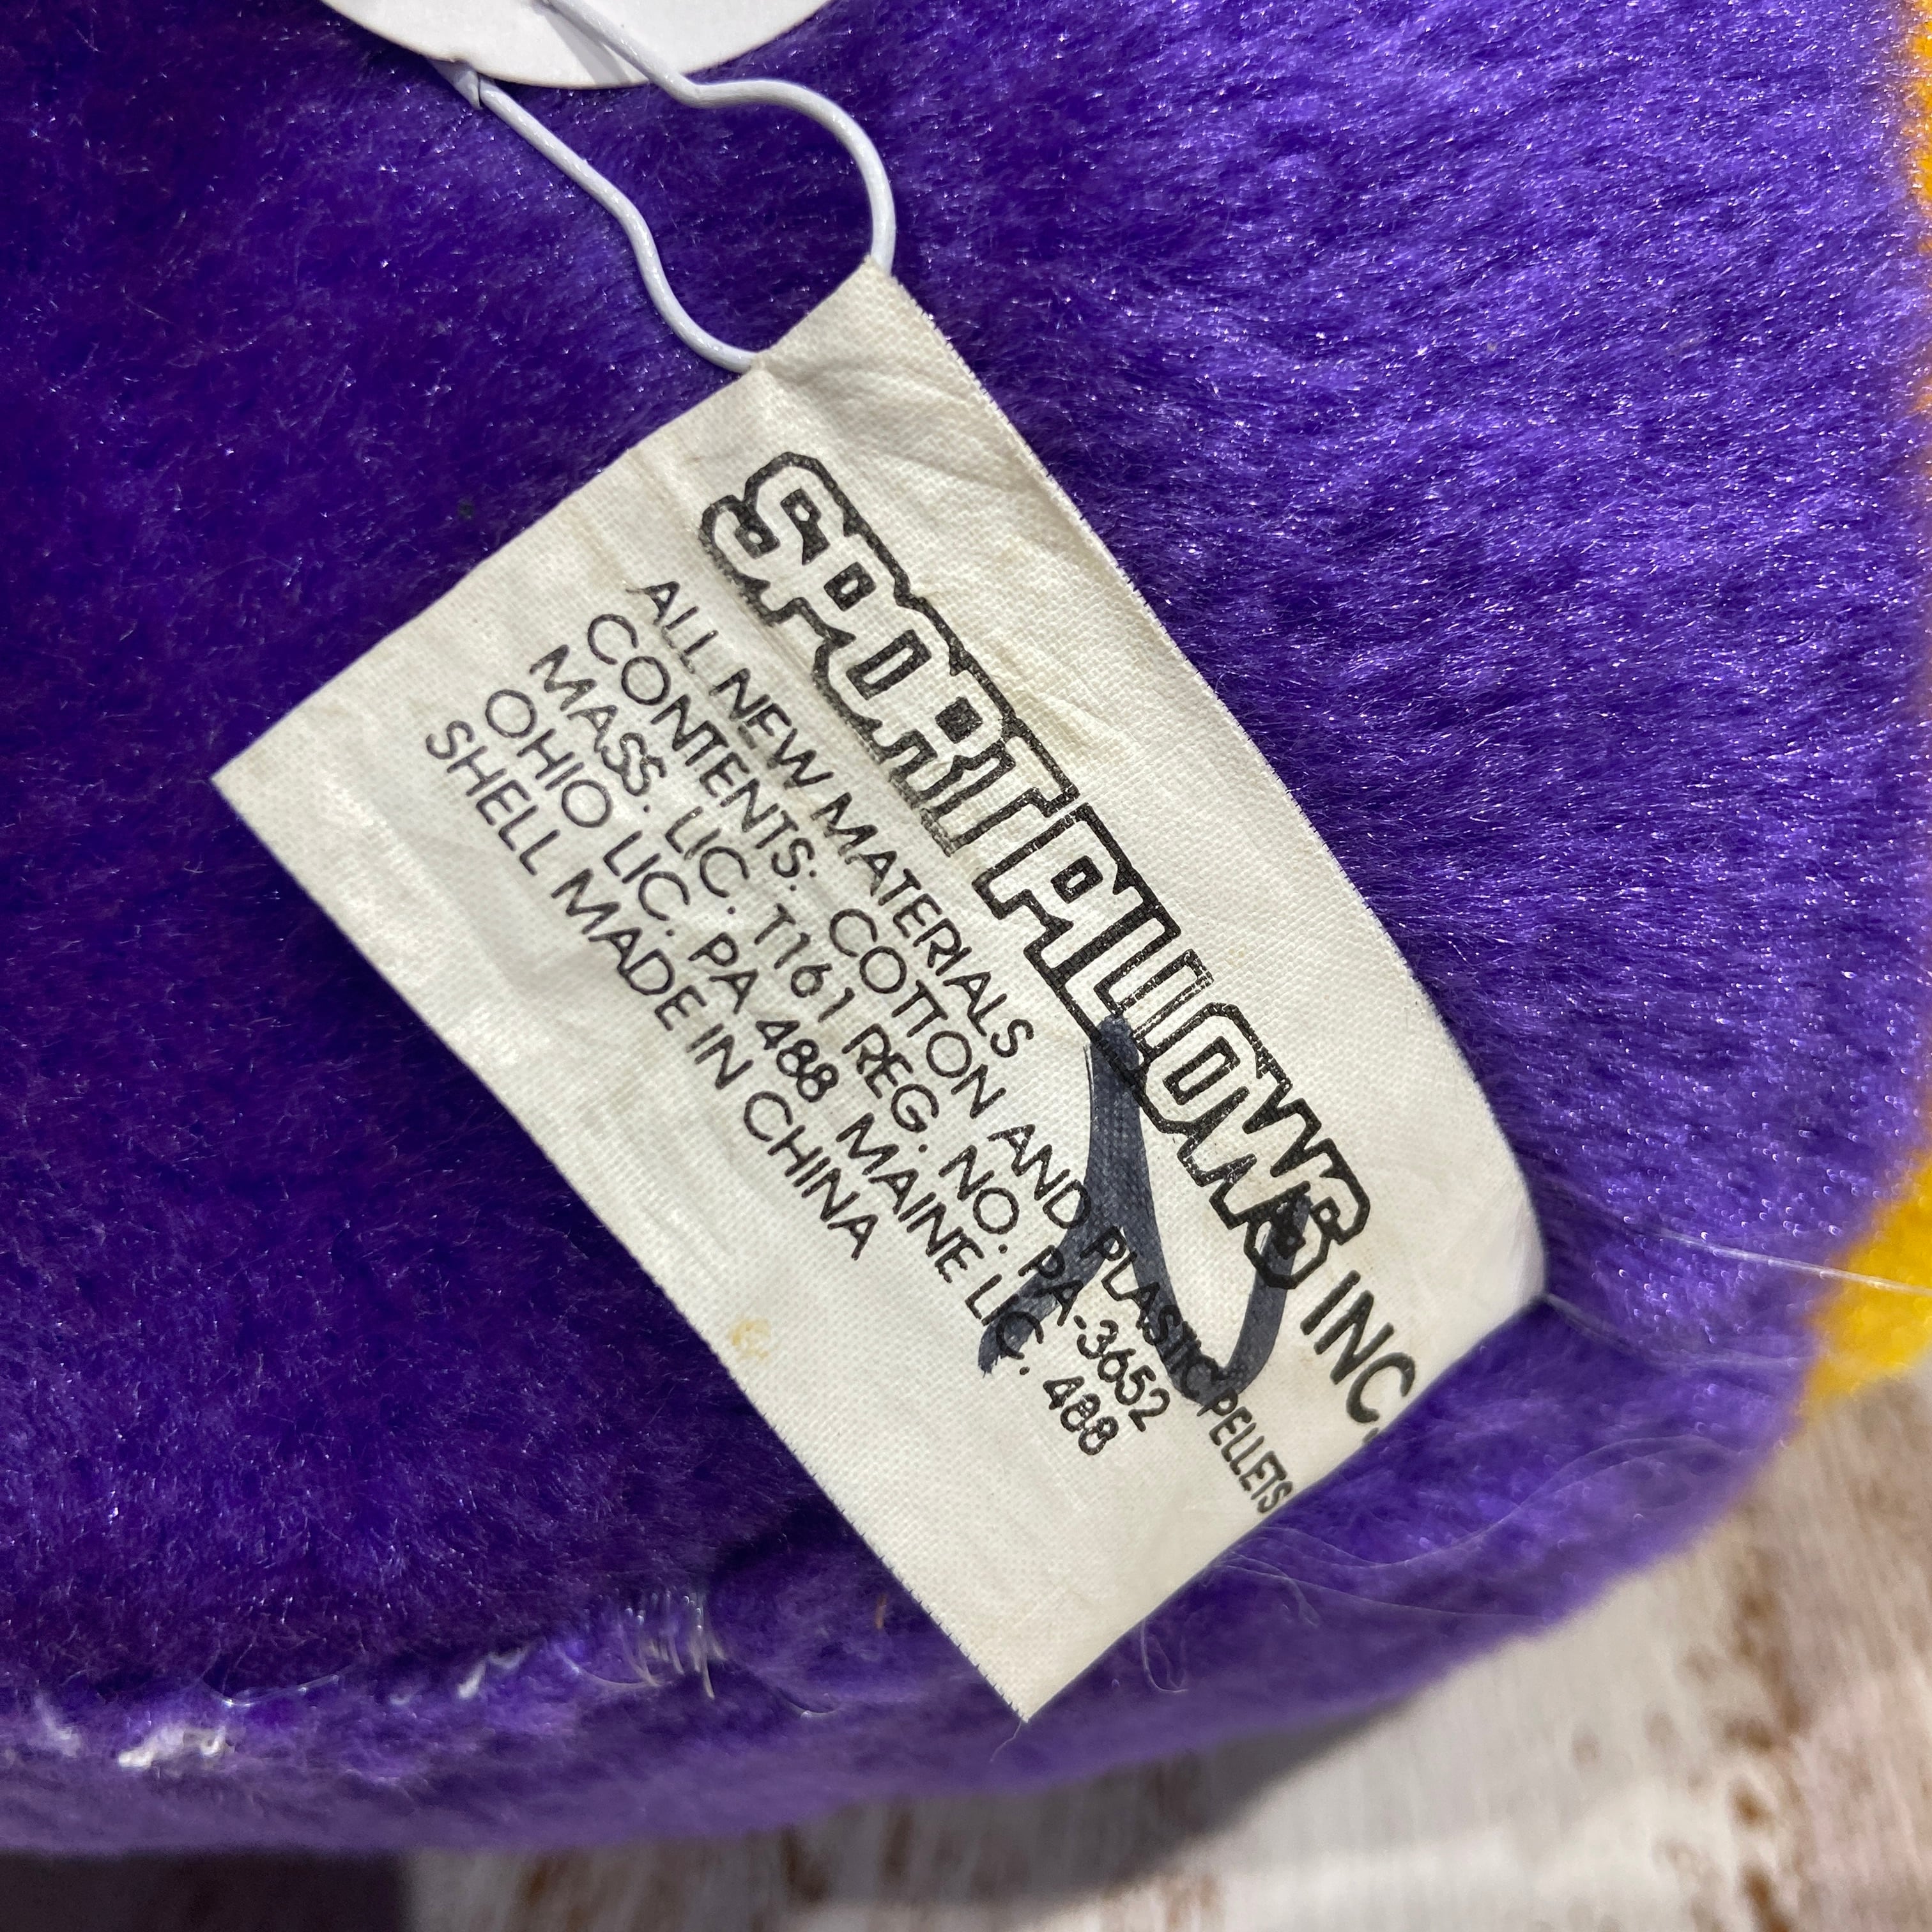 SPORT PILLOWS INC.
ALL NEW MATERIALS
CONTENTS: COTTON AND PLASTIC PELLETS
MASS. LIC. T161 REG. NO. PA-3652
OHIO LIC. PA 488 MAINE LIC. 488
SHELL MADE IN CHINA